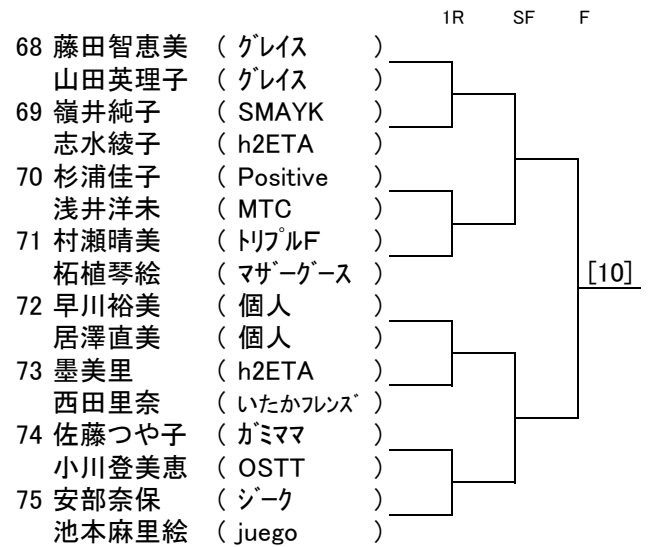 1R SF F
68 藤田智恵美 ( グレイス )
山田英理子 ( グレイス )
69 嶺井純子 ( SMAYK )
志水綾子 ( h2ETA )
70 杉浦佳子 ( Positive )
浅井洋未 ( MTC )
71 村瀬晴美 ( トリプルF )
柘植琴絵 ( マザーグース )
[10]
72 早川裕美 ( 個人 )
居澤直美 ( 個人 )
73 墨美里 ( h2ETA )
西田里奈 ( いたかフレンズ )
74 佐藤つや子 ( ガミママ )
小川登美恵 ( OSTT )
75 安部奈保 ( ジーク )
池本麻里絵 ( juego )